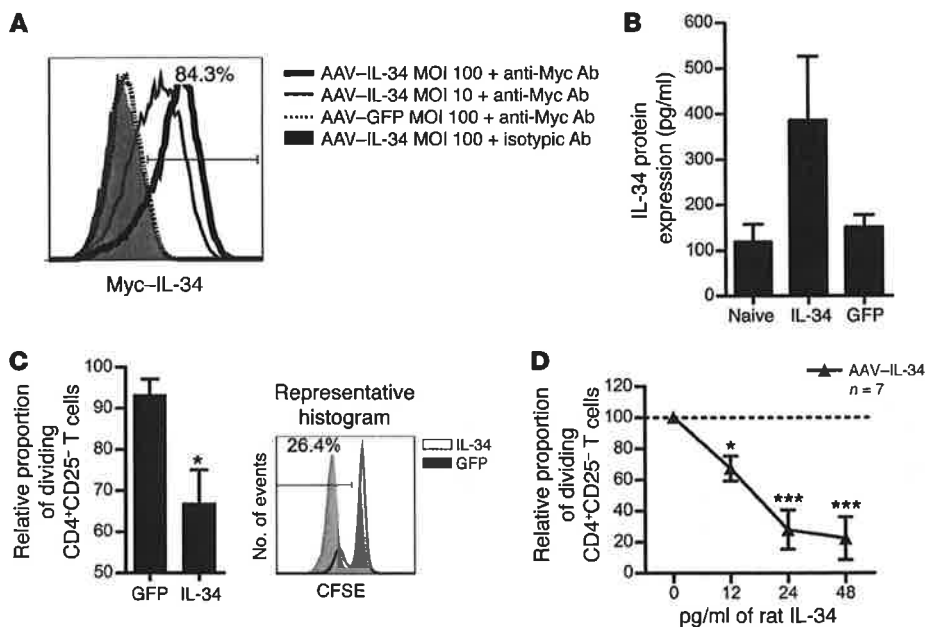 A
84.3%
Myc–IL-34
AAV–IL-34 MOI 100 + anti-Myc Ab
AAV–IL-34 MOI 10 + anti-Myc Ab
AAV–GFP MOI 100 + anti-Myc Ab
AAV–IL-34 MOI 100 + isotypic Ab
B
IL-34 protein
expression (pg/ml)
600
500
400
300
200
100
0
Naive IL-34 GFP
C
Relative proportion
of dividing
CD4+CD25– T cells
100
90
80
70
60
50
*
GFP IL-34
Representative
histogram
26.4%
IL-34
GFP
No. of events
CFSE
D
AAV–IL-34
n = 7
Relative proportion
of dividing
CD4+CD25– T cells
120
100
80
60
40
20
0
*
***
***
0 12 24 48
pg/ml of rat IL-34